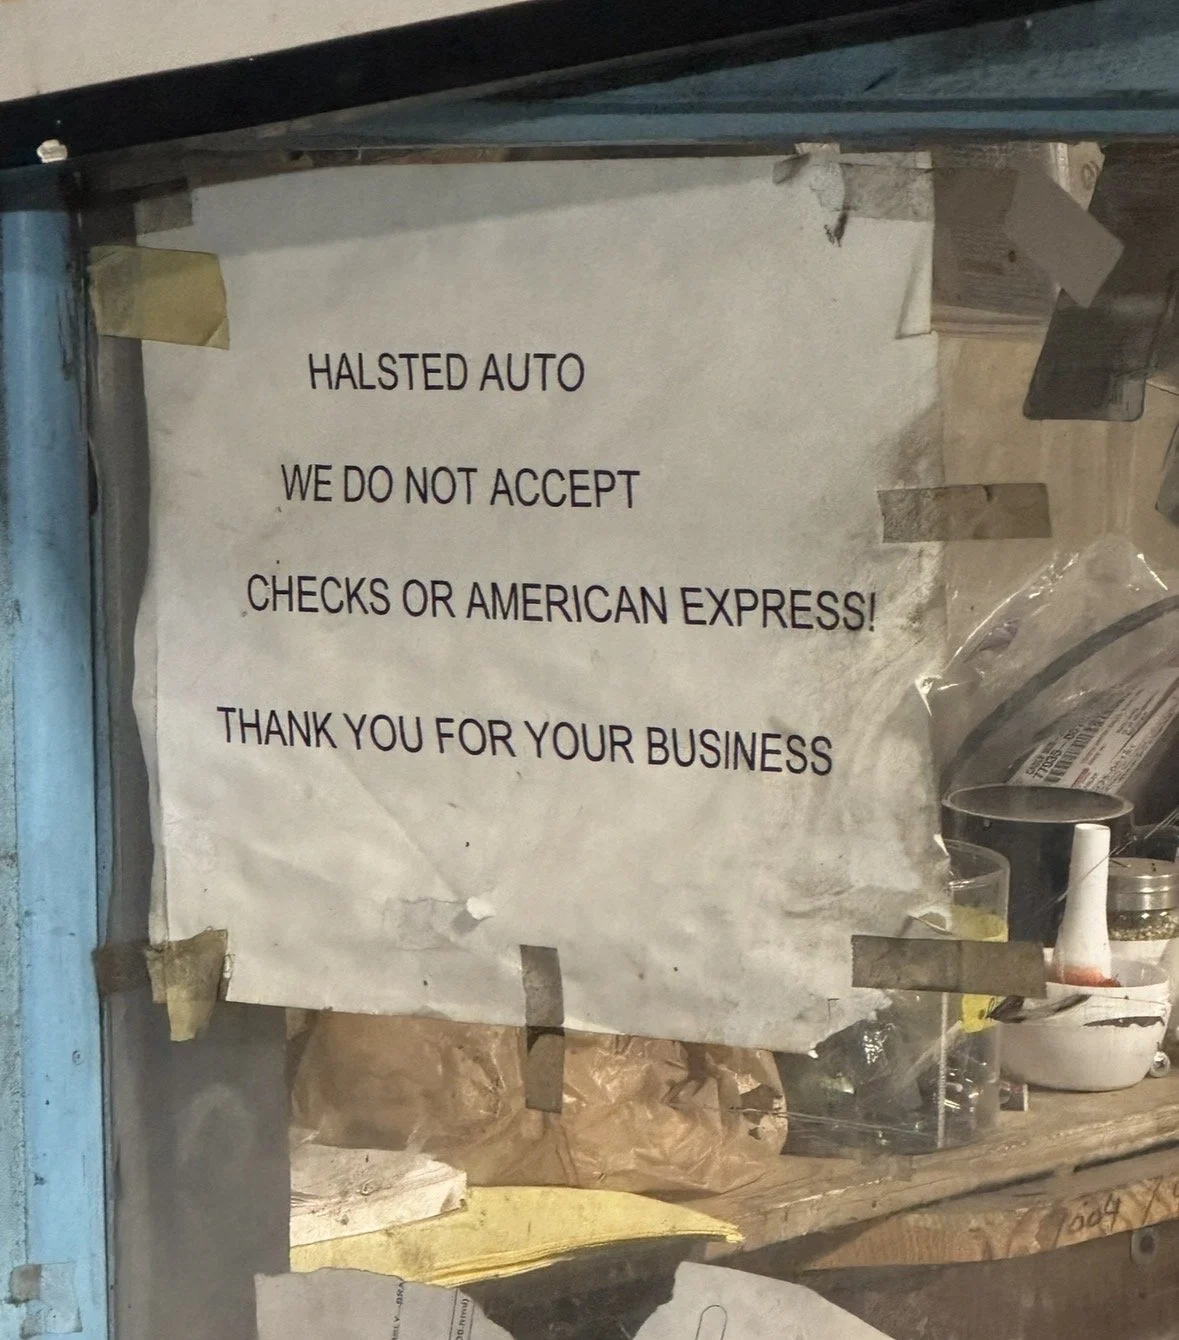 HALSTED AUTO
WE DO NOT ACCEPT
CHECKS OR AMERICAN EXPRESS!
THANK YOU FOR YOUR BUSINESS